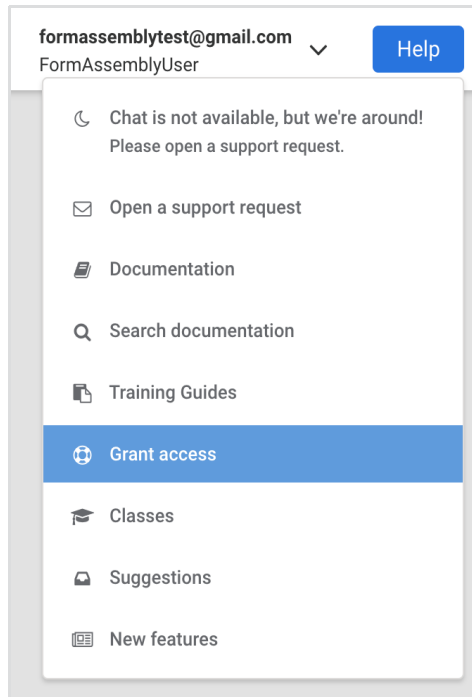 formassemblytest@gmail.com
FormAssemblyUser
Help
Chat is not available, but we're around!
Please open a support request.
Open a support request
Documentation
Search documentation
Training Guides
Grant access
Classes
Suggestions
New features